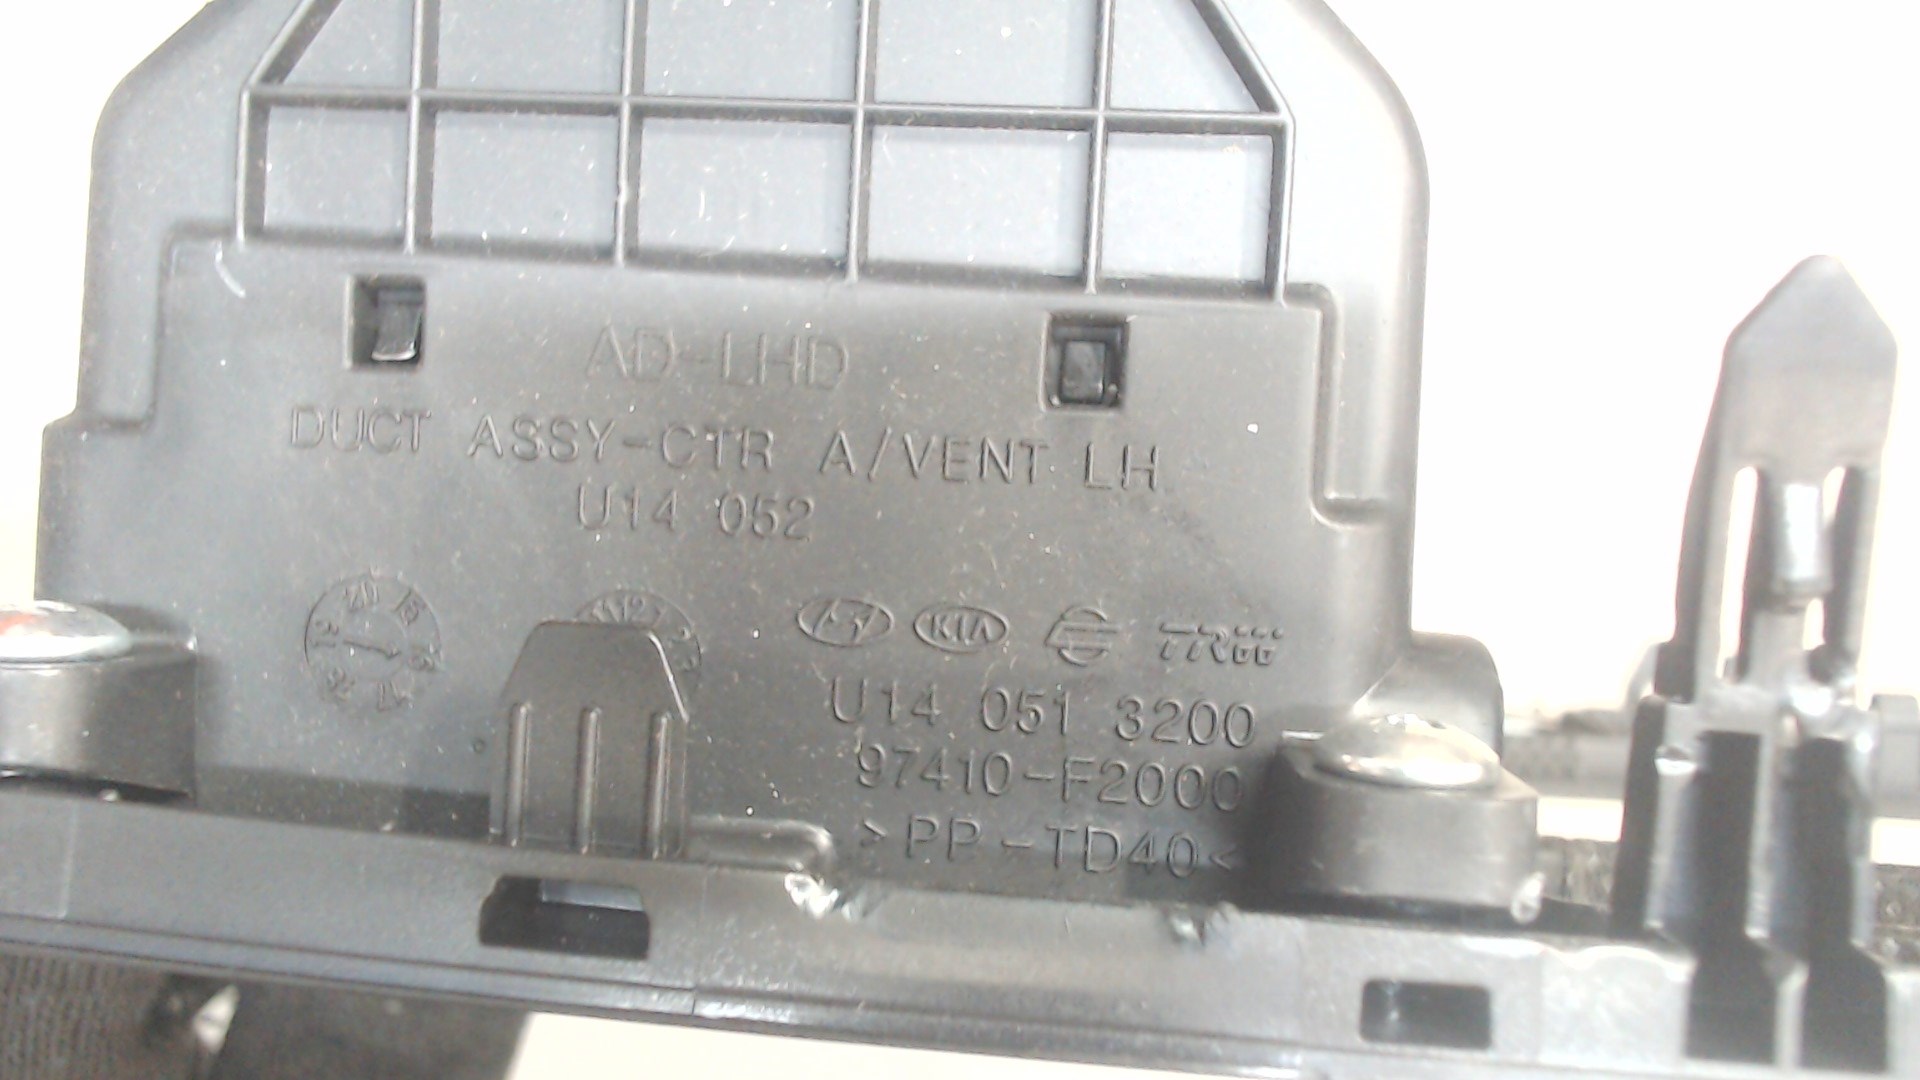 AD-LHD
DUCT ASSY-CTR A/VENT LH
U14 052
KIA TRW
U14 051 3200
97410-F2000
>PP-TD40<